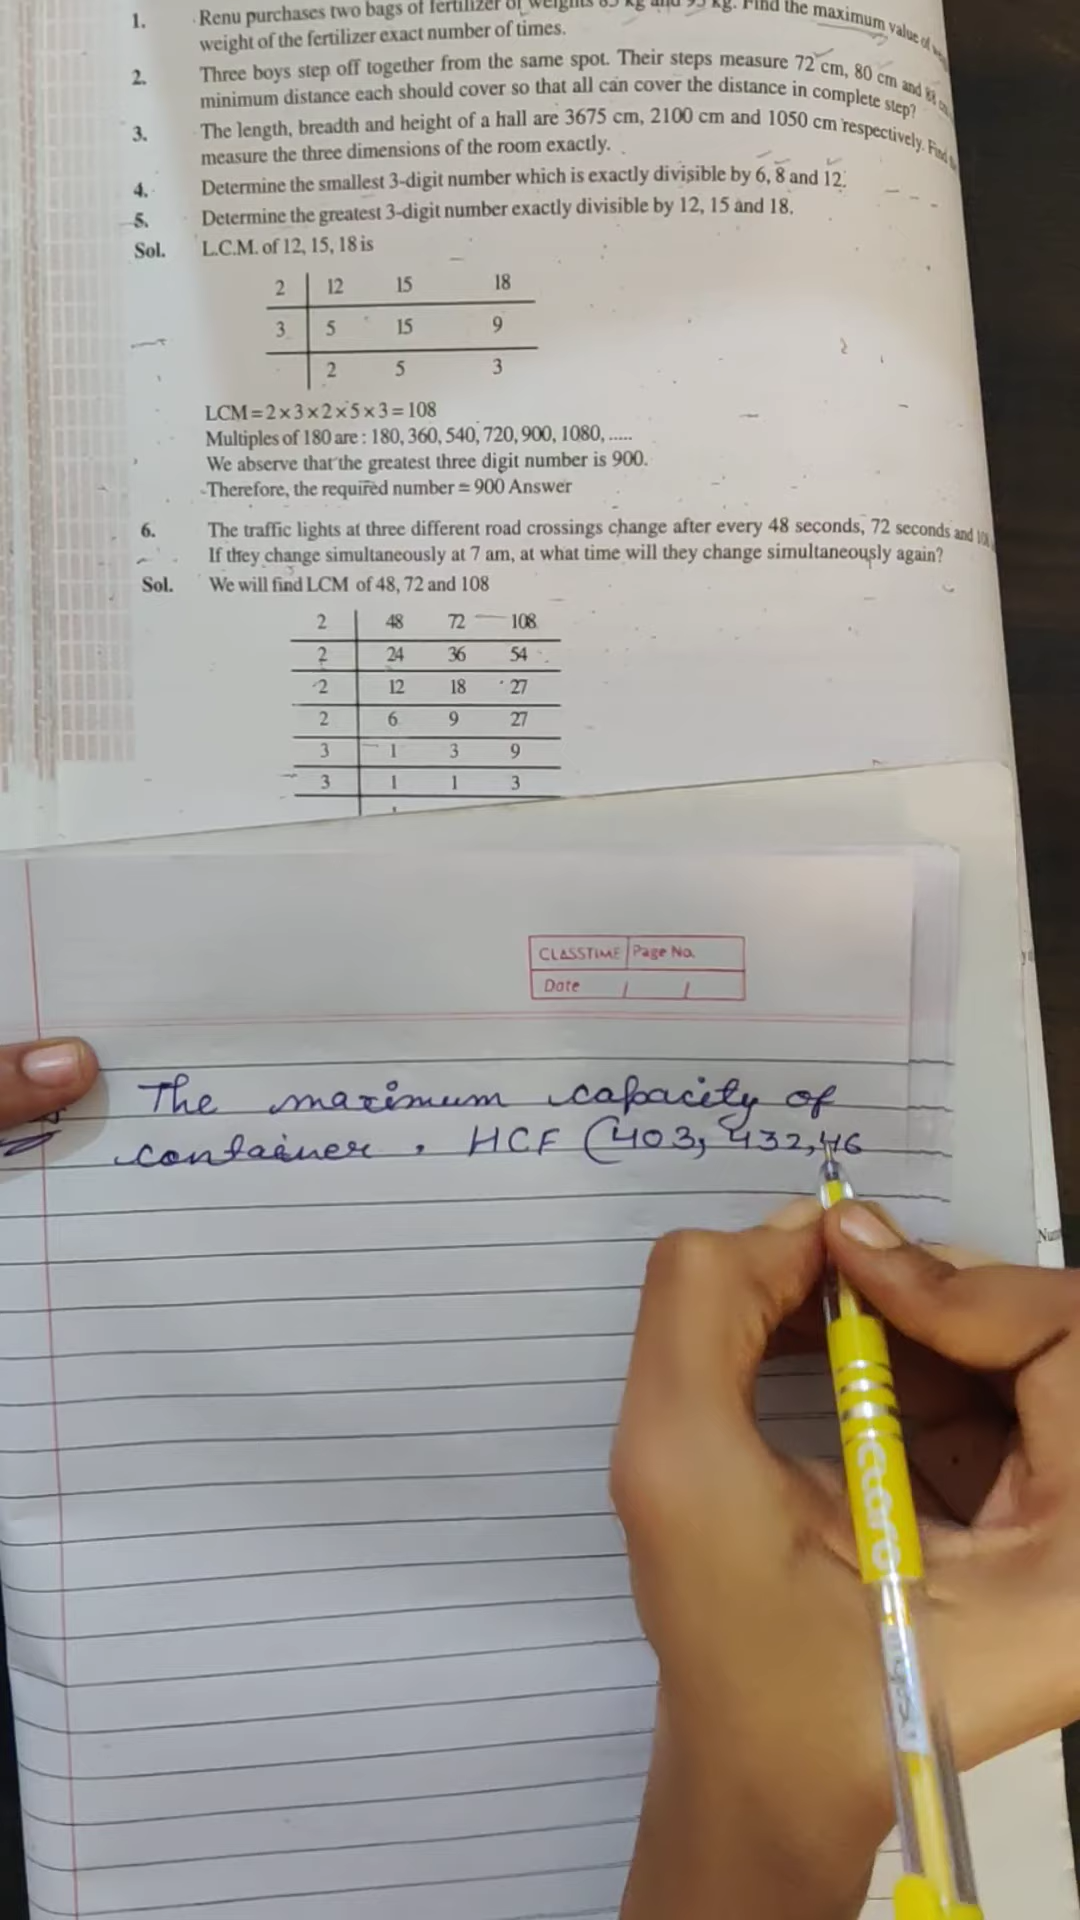 1. Renu purchases two bags of fertilizer of weights kg and kg. Find the maximum value of
weight of the fertilizer exact number of times.
2. Three boys step off together from the same spot. Their steps measure 72 cm, 80 cm and 88
minimum distance each should cover so that all can cover the distance in complete step?
3. The length, breadth and height of a hall are 3675 cm, 2100 cm and 1050 cm respectively. Find
measure the three dimensions of the room exactly.
4. Determine the smallest 3-digit number which is exactly divisible by 6, 8 and 12.
5. Determine the greatest 3-digit number exactly divisible by 12, 15 and 18.
Sol. L.C.M. of 12, 15, 18 is
2 12 15 18
3 5 15 9
2 5 3
LCM = 2 × 3 × 2 × 5 × 3 = 108
Multiples of 180 are : 180, 360, 540, 720, 900, 1080, .....
We observe that the greatest three digit number is 900.
Therefore, the required number = 900 Answer
6. The traffic lights at three different road crossings change after every 48 seconds, 72 seconds and
If they change simultaneously at 7 am, at what time will they change simultaneously again?
Sol. We will find LCM of 48, 72 and 108
2 48 72 108
2 24 36 54
2 12 18 27
2 6 9 27
3 1 3 9
3 1 1 3
CLASSTIME Page No.
Date / /
The maximum capacity of
container . HCF (403, 432, 46
cello